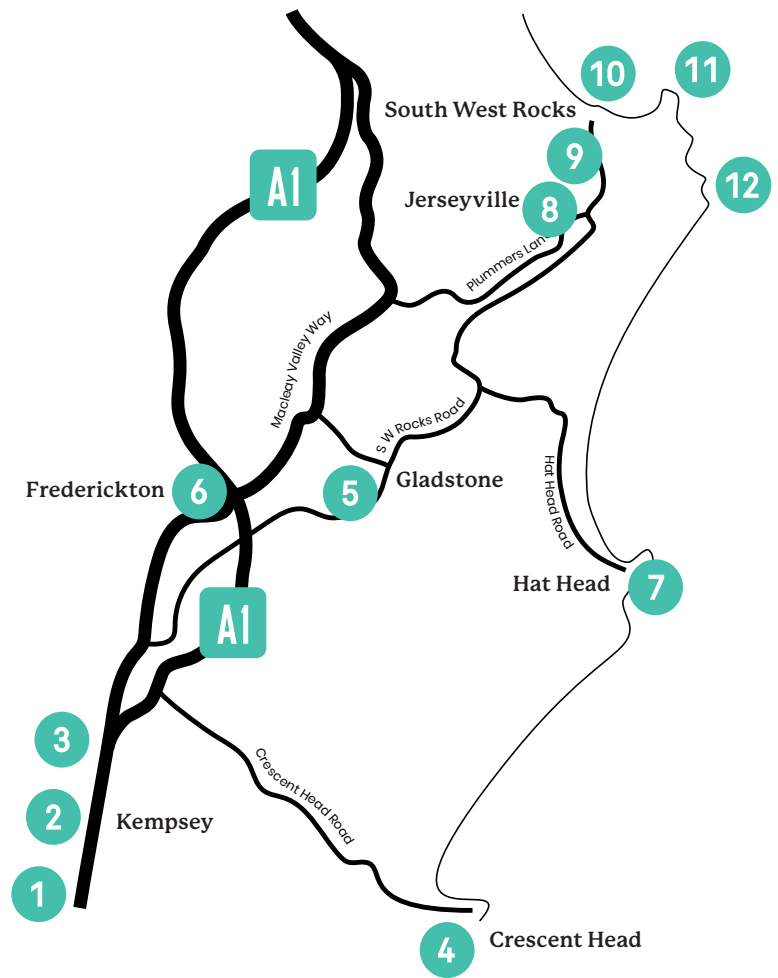 10
11
South West Rocks
9
A1
12
Jerseyville
8
Plummers Lane
Macleay Valley Way
S W Rocks Road
Frederickton
6
5
Gladstone
Hat Head Road
Hat Head
7
A1
3
Crescent Head Road
2
Kempsey
1
4
Crescent Head